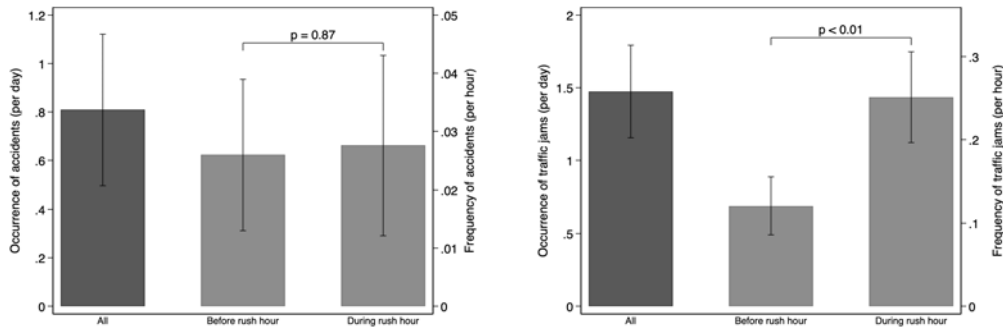 Occurrence of accidents (per day)
1.2
1
.8
.6
.4
.2
0
p = 0.87
.05
.04
.03
.02
.01
0
Frequency of accidents (per hour)
All
Before rush hour
During rush hour
Occurrence of traffic jams (per day)
2
1.5
1
.5
0
p < 0.01
.3
.2
.1
0
Frequency of traffic jams (per hour)
All
Before rush hour
During rush hour